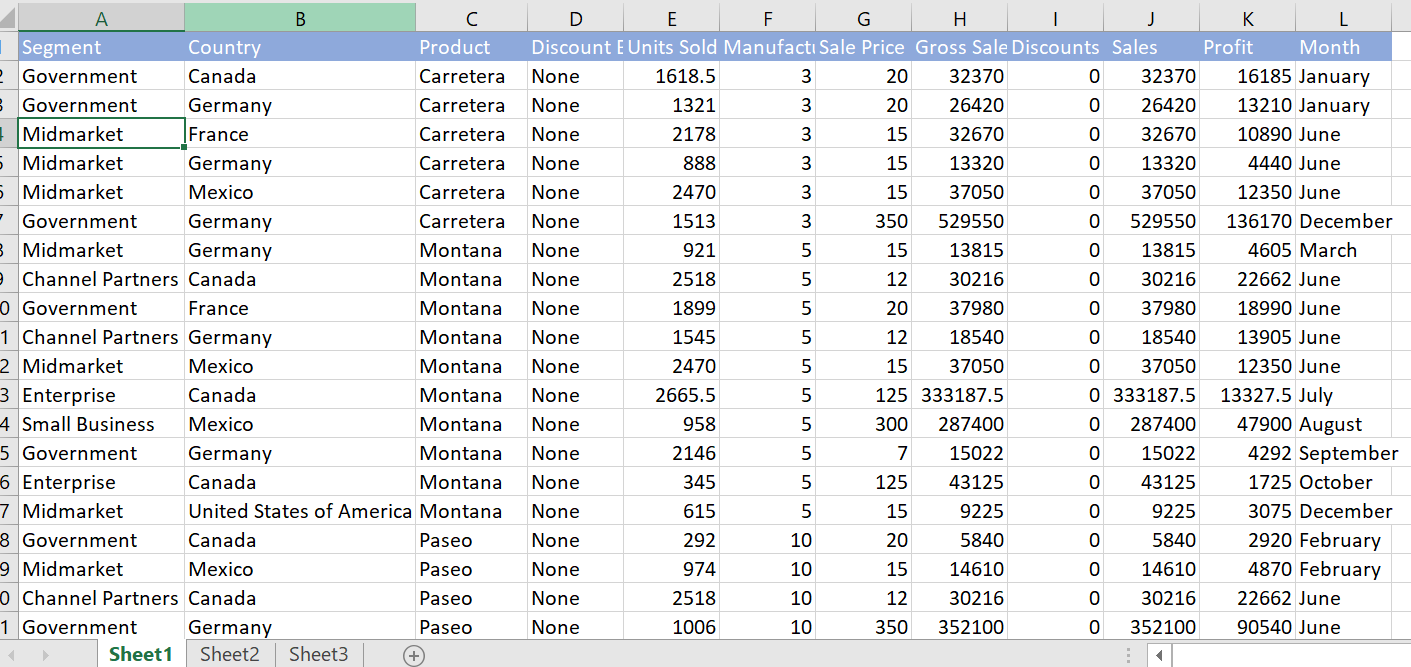 A B C D E F G H I J K L
Segment Country Product Discount Units Sold Manufactu Sale Price Gross Sale Discounts Sales Profit Month
2 Government Canada Carretera None 1618.5 3 20 32370 0 32370 16185 January
3 Government Germany Carretera None 1321 3 20 26420 0 26420 13210 January
4 Midmarket France Carretera None 2178 3 15 32670 0 32670 10890 June
5 Midmarket Germany Carretera None 888 3 15 13320 0 13320 4440 June
6 Midmarket Mexico Carretera None 2470 3 15 37050 0 37050 12350 June
7 Government Germany Carretera None 1513 3 350 529550 0 529550 136170 December
8 Midmarket Germany Montana None 921 5 15 13815 0 13815 4605 March
9 Channel Partners Canada Montana None 2518 5 12 30216 0 30216 22662 June
0 Government France Montana None 1899 5 20 37980 0 37980 18990 June
1 Channel Partners Germany Montana None 1545 5 12 18540 0 18540 13905 June
2 Midmarket Mexico Montana None 2470 5 15 37050 0 37050 12350 June
3 Enterprise Canada Montana None 2665.5 5 125 333187.5 0 333187.5 13327.5 July
4 Small Business Mexico Montana None 958 5 300 287400 0 287400 47900 August
5 Government Germany Montana None 2146 5 7 15022 0 15022 4292 September
6 Enterprise Canada Montana None 345 5 125 43125 0 43125 1725 October
7 Midmarket United States of America Montana None 615 5 15 9225 0 9225 3075 December
8 Government Canada Paseo None 292 10 20 5840 0 5840 2920 February
9 Midmarket Mexico Paseo None 974 10 15 14610 0 14610 4870 February
0 Channel Partners Canada Paseo None 2518 10 12 30216 0 30216 22662 June
1 Government Germany Paseo None 1006 10 350 352100 0 352100 90540 June
Sheet1 Sheet2 Sheet3